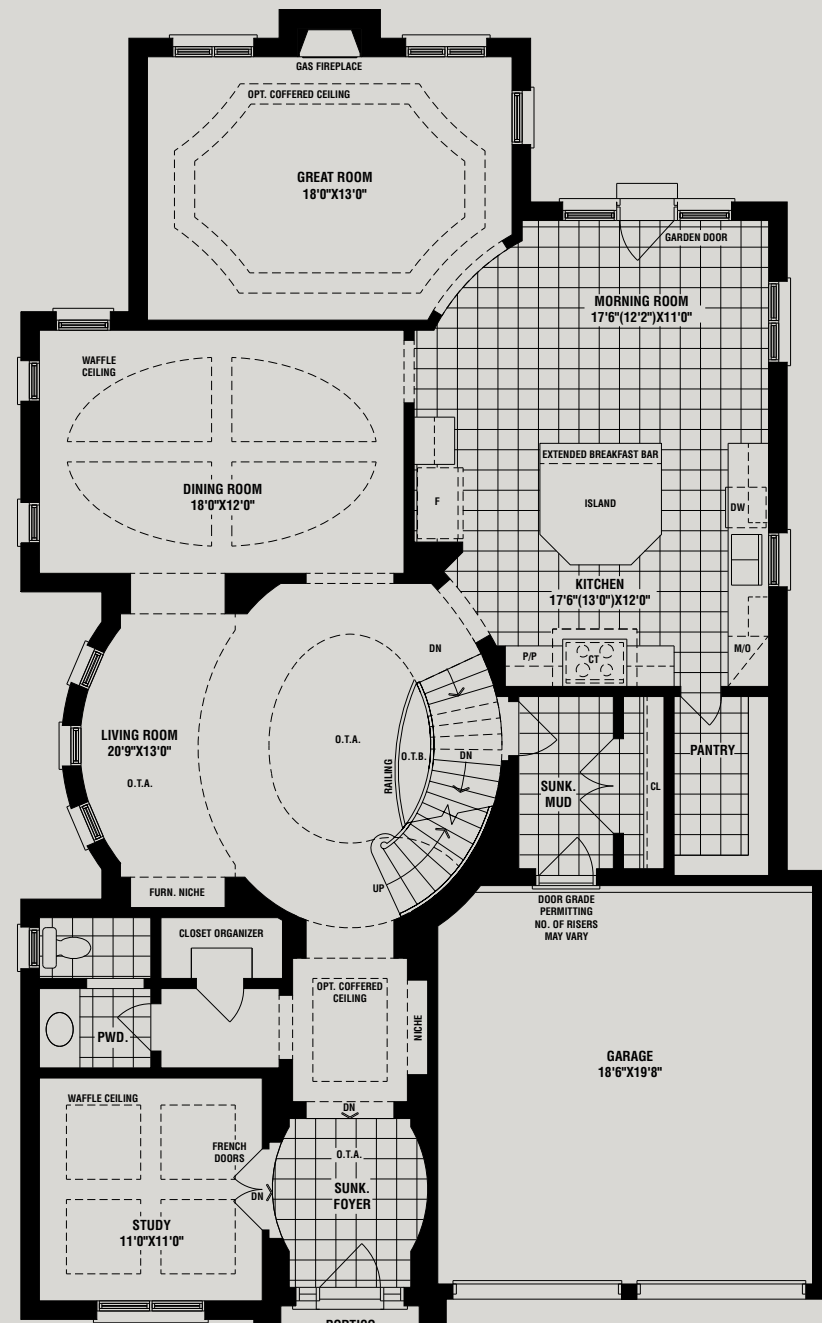 GAS FIREPLACE
OPT. COFFERED CEILING
GREAT ROOM
18'0"X13'0"
GARDEN DOOR
MORNING ROOM
17'6"(12'2")X11'0"
WAFFLE
CEILING
DINING ROOM
18'0"X12'0"
EXTENDED BREAKFAST BAR
ISLAND
F
DW
KITCHEN
17'6"(13'0")X12'0"
P/P
CT
M/O
DN
LIVING ROOM
20'9"X13'0"
O.T.A.
O.T.A.
RAILING
O.T.B.
DN
UP
SUNK.
MUD
CL
PANTRY
FURN. NICHE
DOOR GRADE
PERMITTING
NO. OF RISERS
MAY VARY
CLOSET ORGANIZER
OPT. COFFERED
CEILING
NICHE
PWD.
GARAGE
18'6"X19'8"
WAFFLE CEILING
FRENCH
DOORS
DN
DN
O.T.A.
SUNK.
FOYER
STUDY
11'0"X11'0"
PORTICO